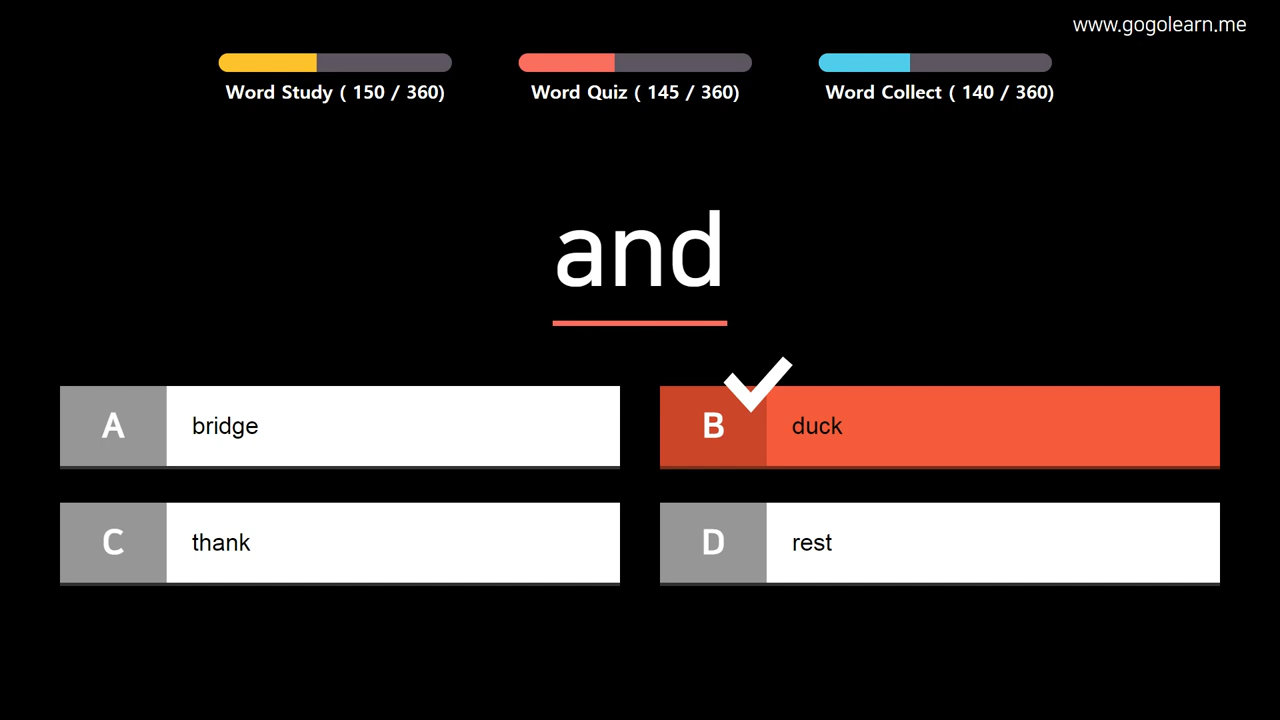 www.gogolearn.me
Word Study ( 150 / 360)
Word Quiz ( 145 / 360)
Word Collect ( 140 / 360)
and
A bridge
B duck
C thank
D rest